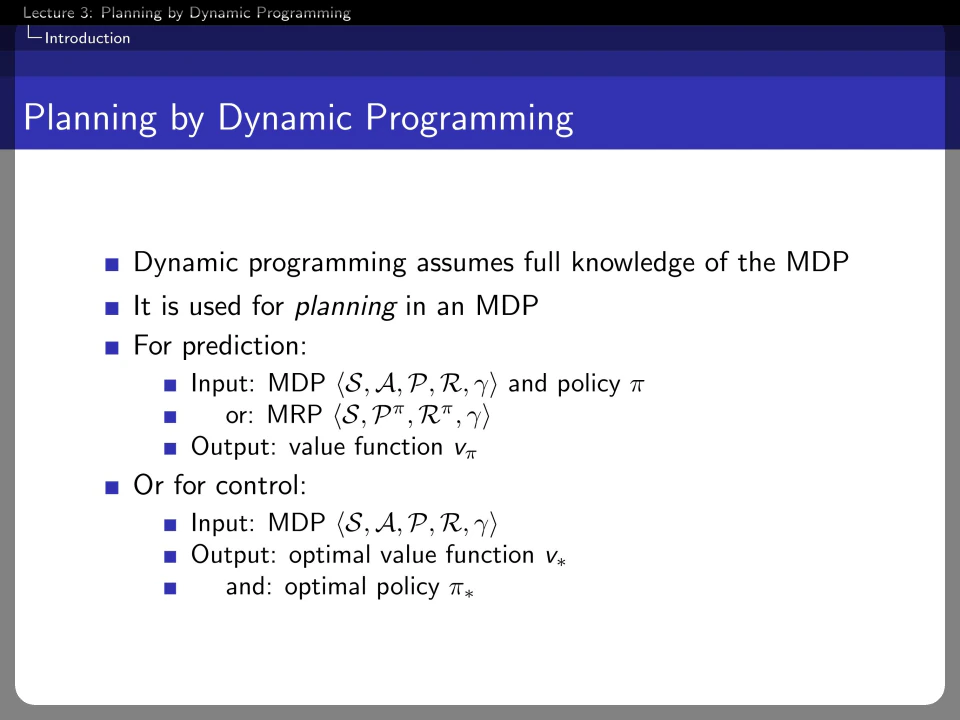 Lecture 3: Planning by Dynamic Programming
Introduction
Planning by Dynamic Programming
Dynamic programming assumes full knowledge of the MDP
It is used for planning in an MDP
For prediction:
Input: MDP ⟨𝒮, 𝒜, 𝒫, ℛ, γ⟩ and policy π
or: MRP ⟨𝒮, 𝒫^π, ℛ^π, γ⟩
Output: value function v_π
Or for control:
Input: MDP ⟨𝒮, 𝒜, 𝒫, ℛ, γ⟩
Output: optimal value function v_*
and: optimal policy π_*